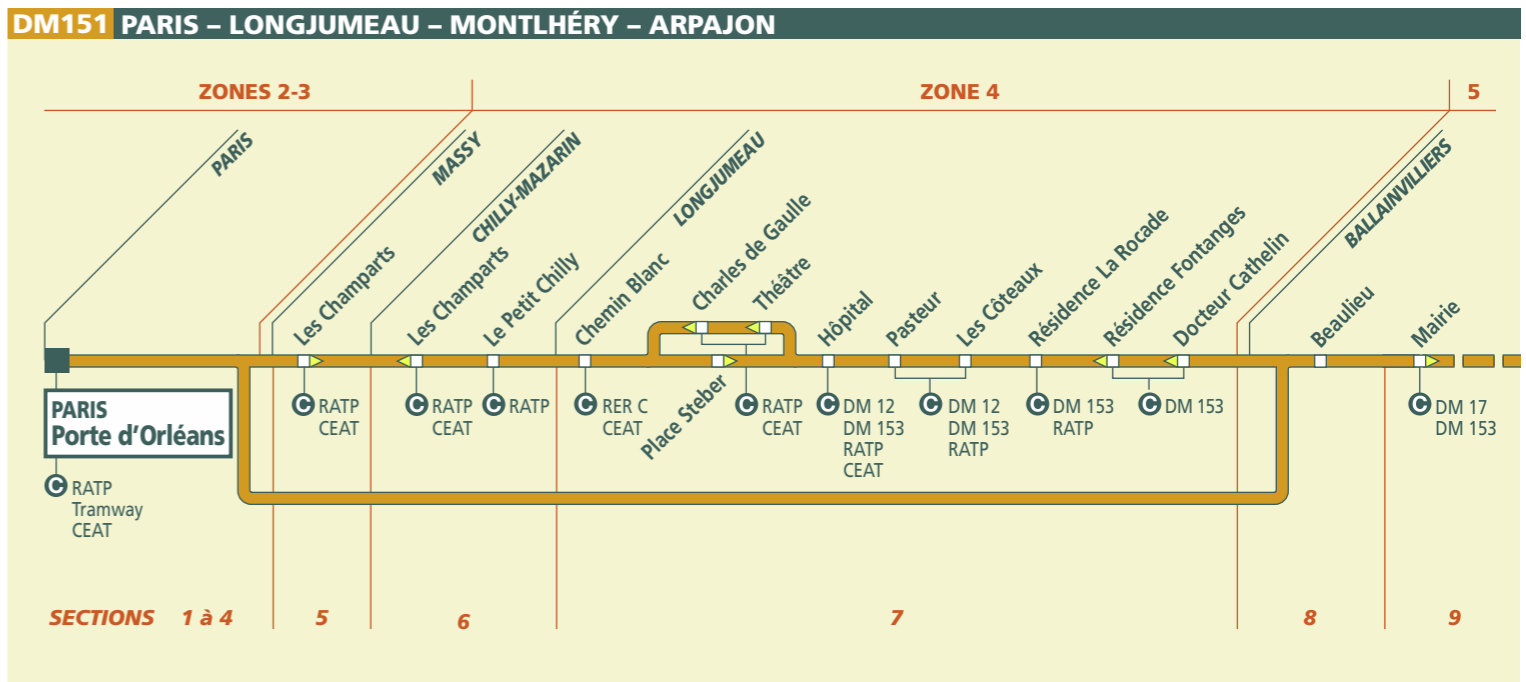 DM151 PARIS – LONGJUMEAU – MONTLHÉRY – ARPAJON
ZONES 2-3
ZONE 4
5
PARIS
MASSY
CHILLY-MAZARIN
LONGJUMEAU
BALLAINVILLIERS
Les Champarts
Les Champarts
Le Petit Chilly
Chemin Blanc
Charles de Gaulle
Théâtre
Place Steber
Hôpital
Pasteur
Les Côteaux
Résidence La Rocade
Résidence Fontanges
Docteur Cathelin
Beaulieu
Mairie
PARIS
Porte d'Orléans
C RATP
Tramway
CEAT
C RATP
CEAT
C RATP
CEAT
C RATP
C RER C
CEAT
C RATP
CEAT
C DM 12
DM 153
RATP
CEAT
C DM 12
DM 153
RATP
C DM 153
RATP
C DM 153
C DM 17
DM 153
SECTIONS 1 à 4
5
6
7
8
9